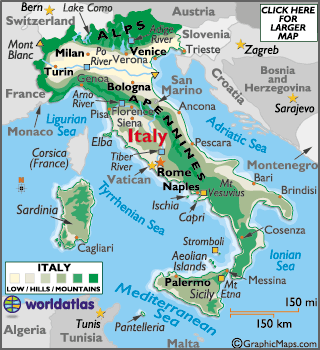 Bern
Lake Como
Adige River
Austria
Switzerland
ALPS
CLICK HERE
FOR
LARGER
MAP
Mont Blanc
Milan
Po River
Venice
Slovenia
Trieste
Zagreb
Turin
Verona
Genoa
Bologna
San Marino
Croatia
Bosnia and
Herzegovina
Sarajevo
France
Arno River
APENNINES
Monaco
Ligurian
Sea
Pisa
Florence
Siena
Ancona
Adriatic Sea
Elba
Italy
Pescara
Corsica
(France)
Tiber
River
Vatican
Rome
Naples
Montenegro
Bari
Brindisi
Mt
Vesuvius
Tyrrhenian Sea
Ischia
Capri
Sardinia
Cosenza
Cagliari
Stromboli
Aeolian
Islands
Ionian
Sea
ITALY
LOW / HILLS / MOUNTAINS
worldatlas
Palermo
Sicily
Mt
Etna
Messina
Mediterranean
Sea
150 mi
150 km
Algeria
Tunis
Tunisia
Pantelleria
Malta
©GraphicMaps.com